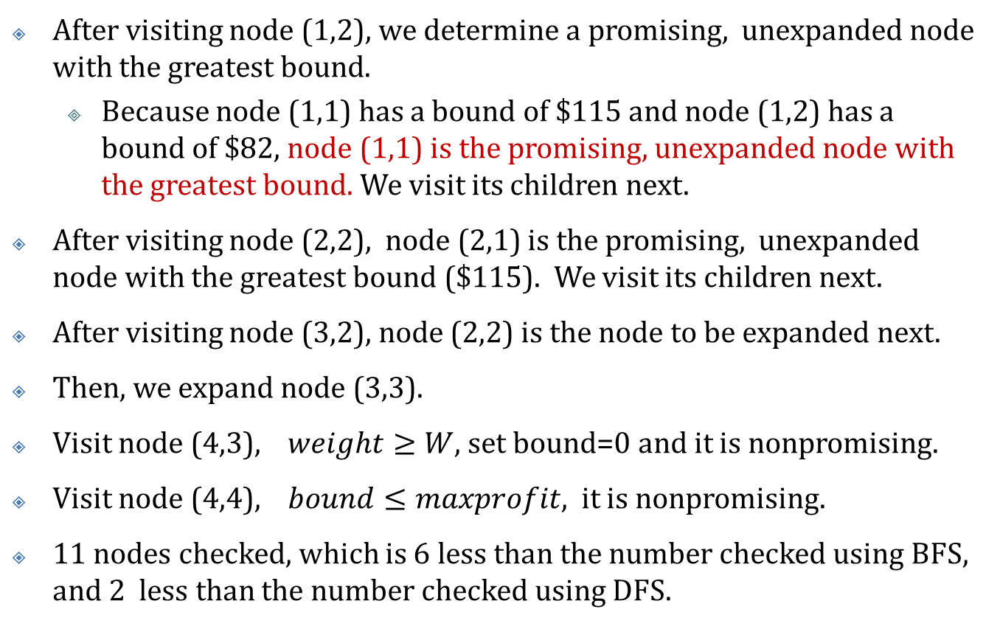 After visiting node (1,2), we determine a promising, unexpanded node
with the greatest bound.
Because node (1,1) has a bound of $115 and node (1,2) has a
bound of $82, node (1,1) is the promising, unexpanded node with
the greatest bound. We visit its children next.
After visiting node (2,2), node (2,1) is the promising, unexpanded
node with the greatest bound ($115). We visit its children next.
After visiting node (3,2), node (2,2) is the node to be expanded next.
Then, we expand node (3,3).
Visit node (4,3), weight ≥ W, set bound=0 and it is nonpromising.
Visit node (4,4), bound ≤ maxprofit, it is nonpromising.
11 nodes checked, which is 6 less than the number checked using BFS,
and 2 less than the number checked using DFS.